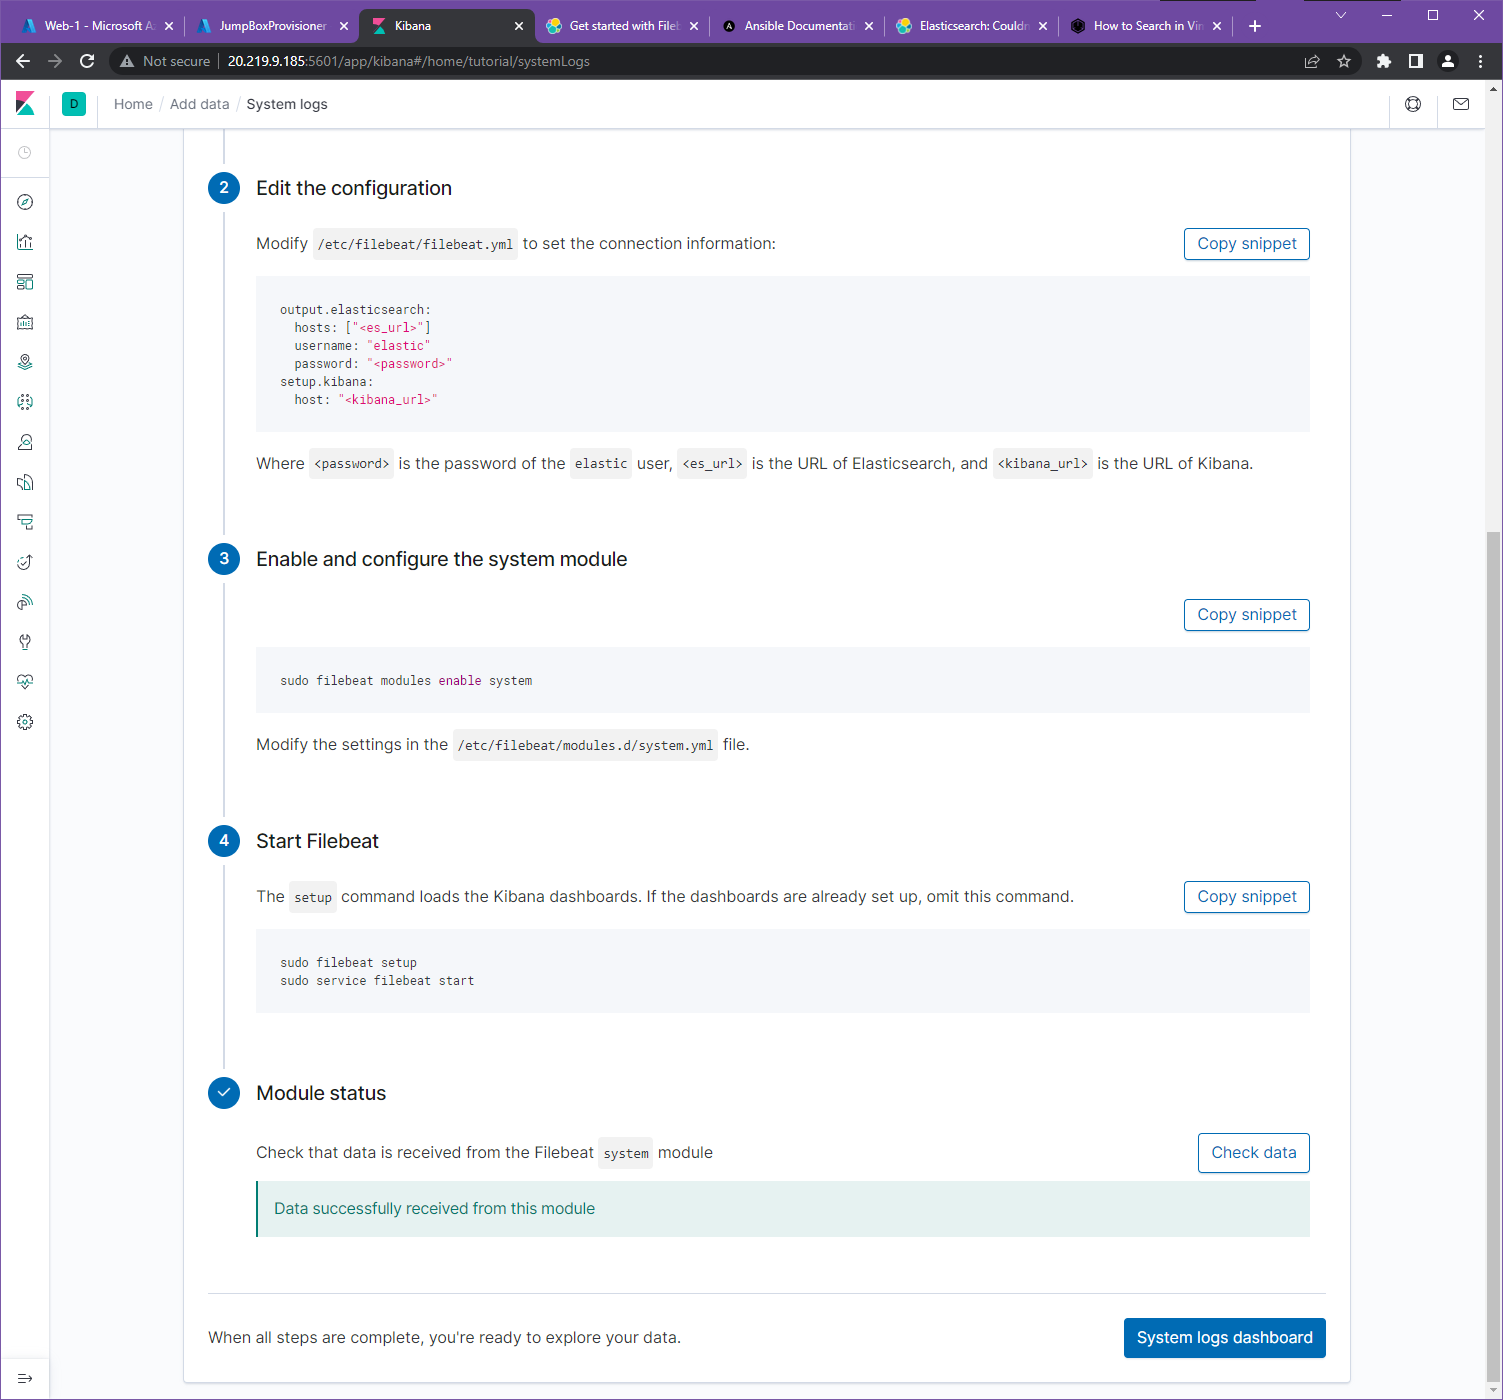 Web-1 - Microsoft A
JumpBoxProvisioner
Kibana
Get started with Fileb
Ansible Documentati
Elasticsearch: Couldn
How to Search in Vin
Not secure
20.219.9.185:5601/app/kibana#/home/tutorial/systemLogs
D
Home / Add data / System logs
2
Edit the configuration
Modify /etc/filebeat/filebeat.yml to set the connection information:
Copy snippet
output.elasticsearch:
  hosts: ["<es_url>"]
  username: "elastic"
  password: "<password>"
setup.kibana:
  host: "<kibana_url>"
Where <password> is the password of the elastic user, <es_url> is the URL of Elasticsearch, and <kibana_url> is the URL of Kibana.
3
Enable and configure the system module
Copy snippet
sudo filebeat modules enable system
Modify the settings in the /etc/filebeat/modules.d/system.yml file.
4
Start Filebeat
The setup command loads the Kibana dashboards. If the dashboards are already set up, omit this command.
Copy snippet
sudo filebeat setup
sudo service filebeat start
Module status
Check that data is received from the Filebeat system module
Check data
Data successfully received from this module
When all steps are complete, you're ready to explore your data.
System logs dashboard